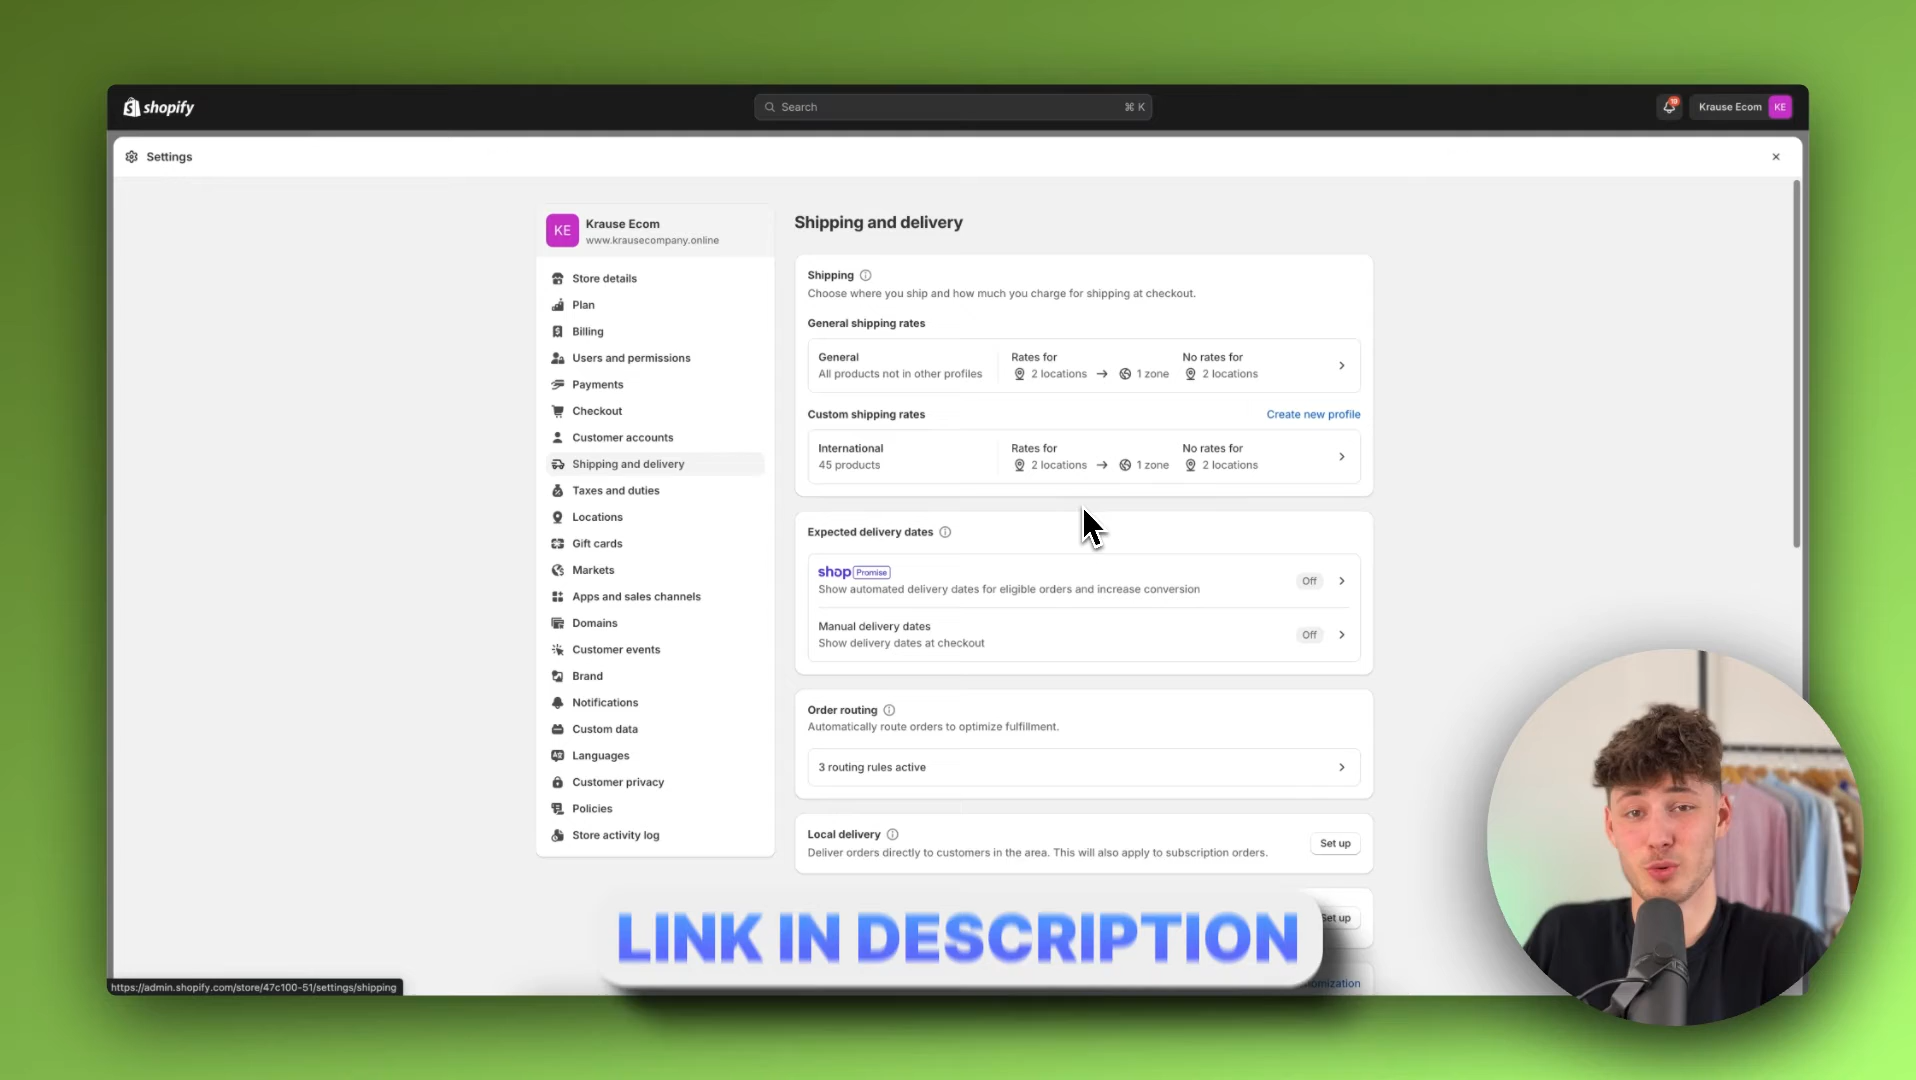 shopify
Search
⌘ K
10
Krause Ecom
KE
Settings
KE
Krause Ecom
www.krausecompany.online
Store details
Plan
Billing
Users and permissions
Payments
Checkout
Customer accounts
Shipping and delivery
Taxes and duties
Locations
Gift cards
Markets
Apps and sales channels
Domains
Customer events
Brand
Notifications
Custom data
Languages
Customer privacy
Policies
Store activity log
Shipping and delivery
Shipping
Choose where you ship and how much you charge for shipping at checkout.
General shipping rates
General
All products not in other profiles
Rates for
2 locations → 1 zone
No rates for
2 locations
Custom shipping rates
Create new profile
International
45 products
Rates for
2 locations → 1 zone
No rates for
2 locations
Expected delivery dates
shop Promise
Show automated delivery dates for eligible orders and increase conversion
Off
Manual delivery dates
Show delivery dates at checkout
Off
Order routing
Automatically route orders to optimize fulfillment.
3 routing rules active
Local delivery
Deliver orders directly to customers in the area. This will also apply to subscription orders.
Set up
Set up
LINK IN DESCRIPTION
https://admin.shopify.com/store/47c100-51/settings/shipping